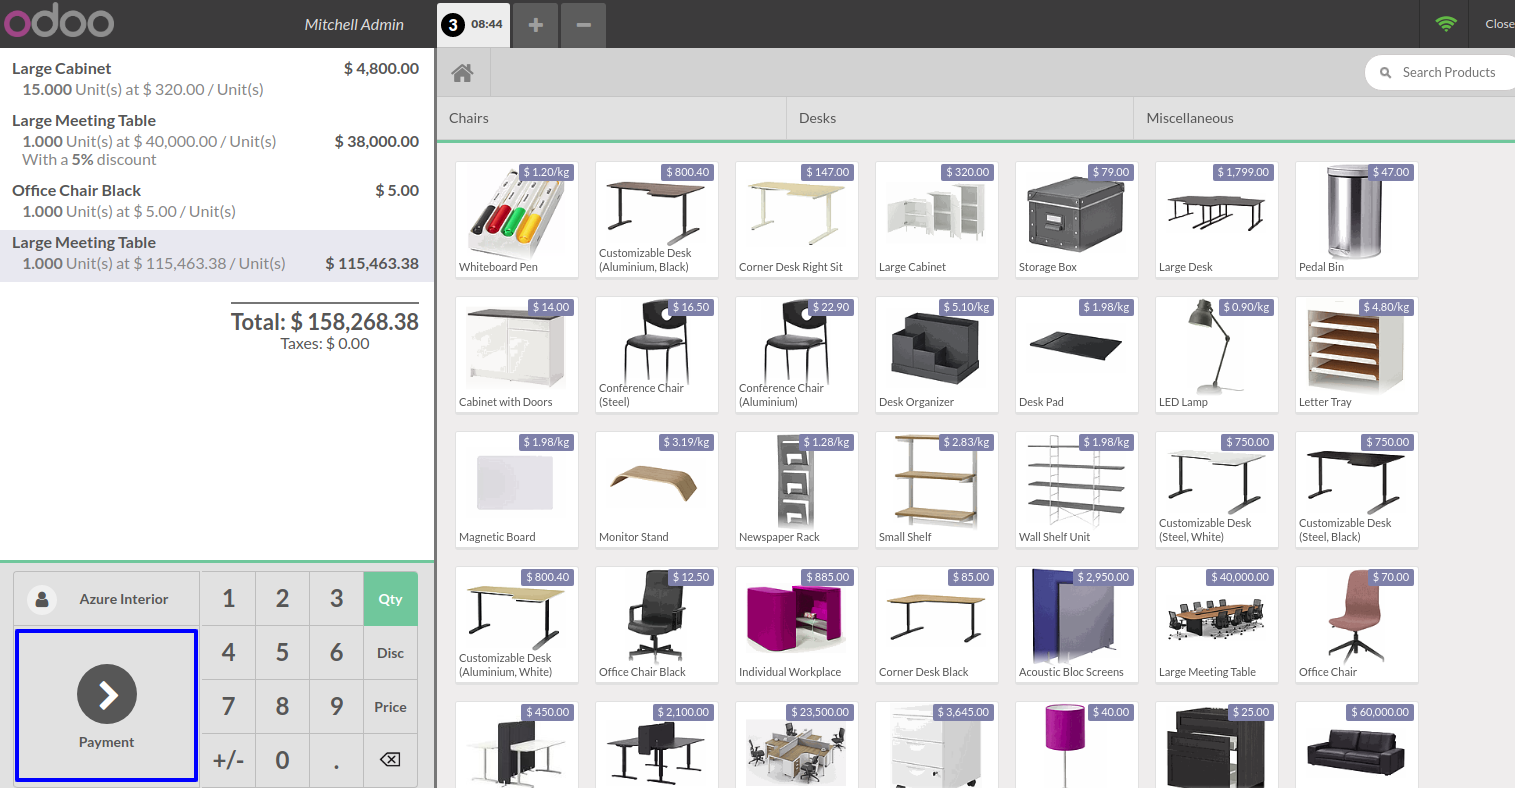 odoo
Mitchell Admin
3 08:44
+
−
Close
Large Cabinet $ 4,800.00
15.000 Unit(s) at $ 320.00 / Unit(s)
Large Meeting Table
1.000 Unit(s) at $ 40,000.00 / Unit(s) $ 38,000.00
With a 5% discount
Office Chair Black $ 5.00
1.000 Unit(s) at $ 5.00 / Unit(s)
Large Meeting Table
1.000 Unit(s) at $ 115,463.38 / Unit(s) $ 115,463.38
Total: $ 158,268.38
Taxes: $ 0.00
Azure Interior
Payment
1 2 3 Qty
4 5 6 Disc
7 8 9 Price
+/- 0 .
Search Products
Chairs Desks Miscellaneous
$ 1.20/kg
Whiteboard Pen
$ 800.40
Customizable Desk
(Aluminium, Black)
$ 147.00
Corner Desk Right Sit
$ 320.00
Large Cabinet
$ 79.00
Storage Box
$ 1,799.00
Large Desk
$ 47.00
Pedal Bin
$ 14.00
Cabinet with Doors
$ 16.50
Conference Chair
(Steel)
$ 22.90
Conference Chair
(Aluminium)
$ 5.10/kg
Desk Organizer
$ 1.98/kg
Desk Pad
$ 0.90/kg
LED Lamp
$ 4.80/kg
Letter Tray
$ 1.98/kg
Magnetic Board
$ 3.19/kg
Monitor Stand
$ 1.28/kg
Newspaper Rack
$ 2.83/kg
Small Shelf
$ 1.98/kg
Wall Shelf Unit
$ 750.00
Customizable Desk
(Steel, White)
$ 750.00
Customizable Desk
(Steel, Black)
$ 800.40
Customizable Desk
(Aluminium, White)
$ 12.50
Office Chair Black
$ 885.00
Individual Workplace
$ 85.00
Corner Desk Black
$ 2,950.00
Acoustic Bloc Screens
$ 40,000.00
Large Meeting Table
$ 70.00
Office Chair
$ 450.00
$ 2,100.00
$ 23,500.00
$ 3,645.00
$ 40.00
$ 25.00
$ 60,000.00